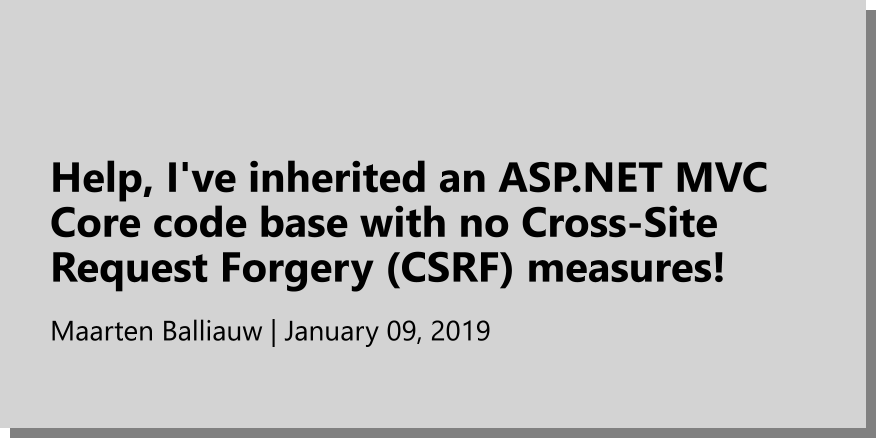 Help, I've inherited an ASP.NET MVC
Core code base with no Cross-Site
Request Forgery (CSRF) measures!
Maarten Balliauw | January 09, 2019